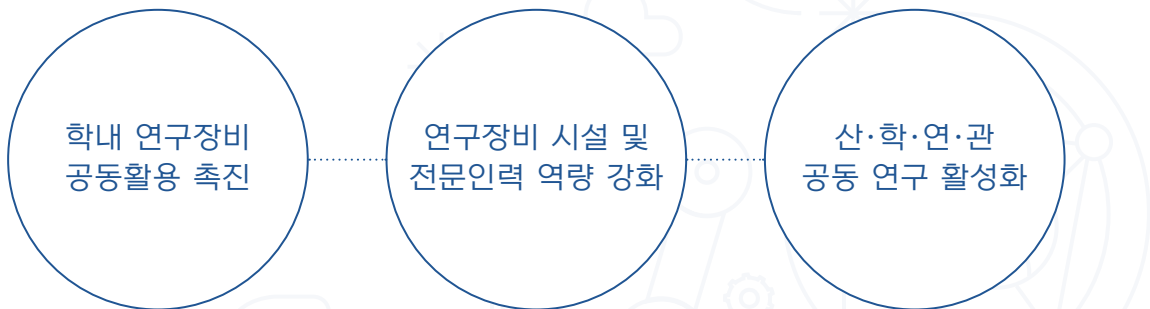 학내 연구장비
공동활용 촉진
연구장비 시설 및
전문인력 역량 강화
산·학·연·관
공동 연구 활성화